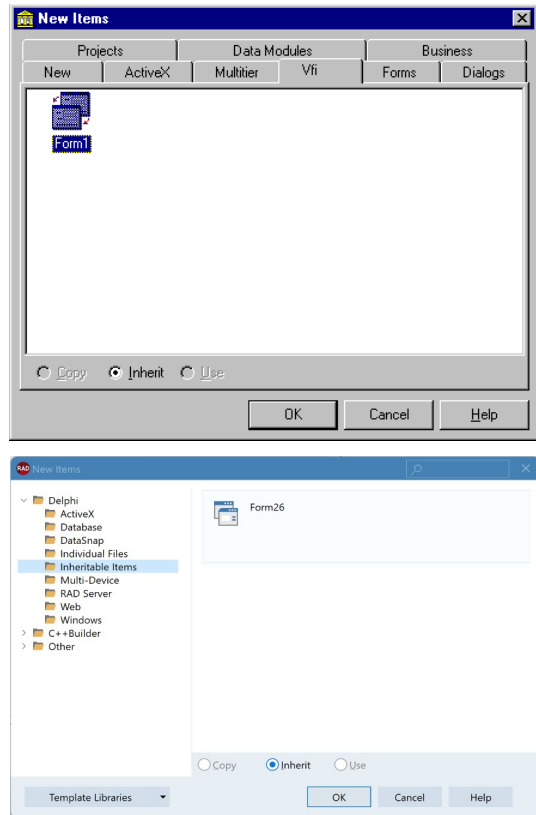 New Items
Projects Data Modules Business
New ActiveX Multitier Vfi Forms Dialogs
Form1
Copy Inherit Use
OK Cancel Help
RAD New Items
Delphi
Form26
ActiveX
Database
DataSnap
Individual Files
Inheritable Items
Multi-Device
RAD Server
Web
Windows
C++Builder
Other
Copy Inherit Use
Template Libraries OK Cancel Help